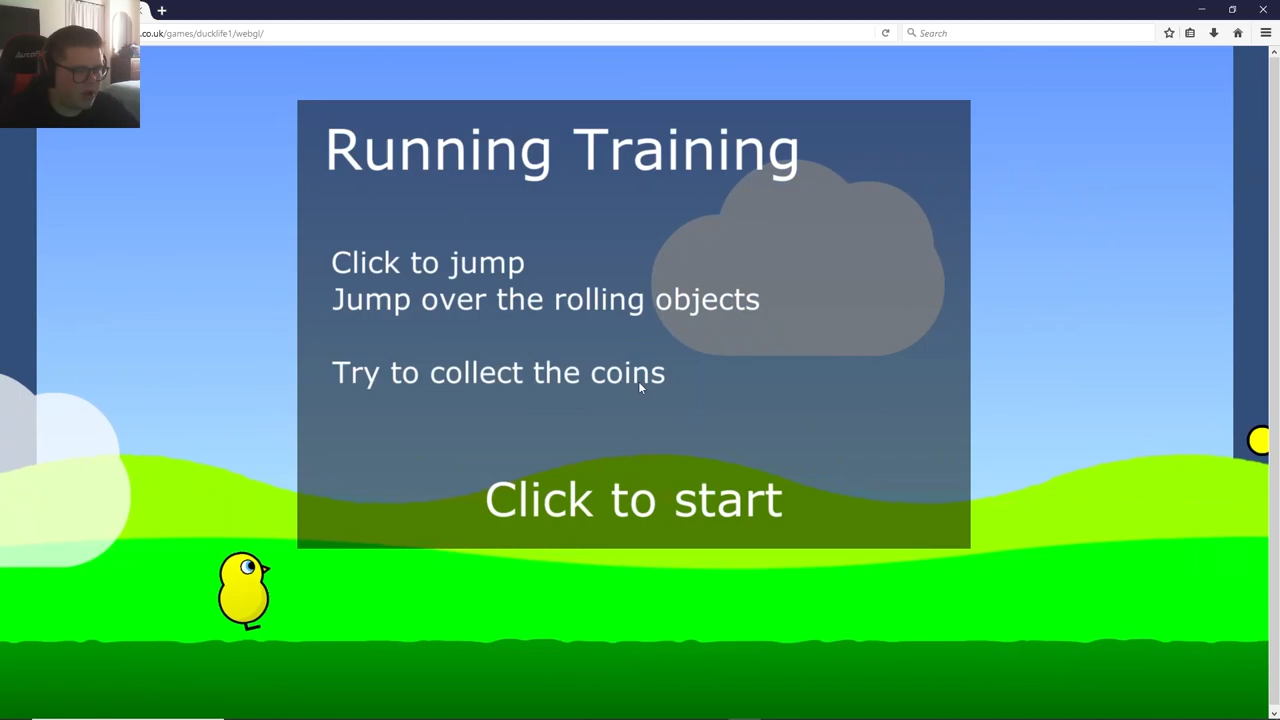 .co.uk/games/ducklife1/webgl/
Search
Running Training
Click to jump
Jump over the rolling objects
Try to collect the coins
Click to start